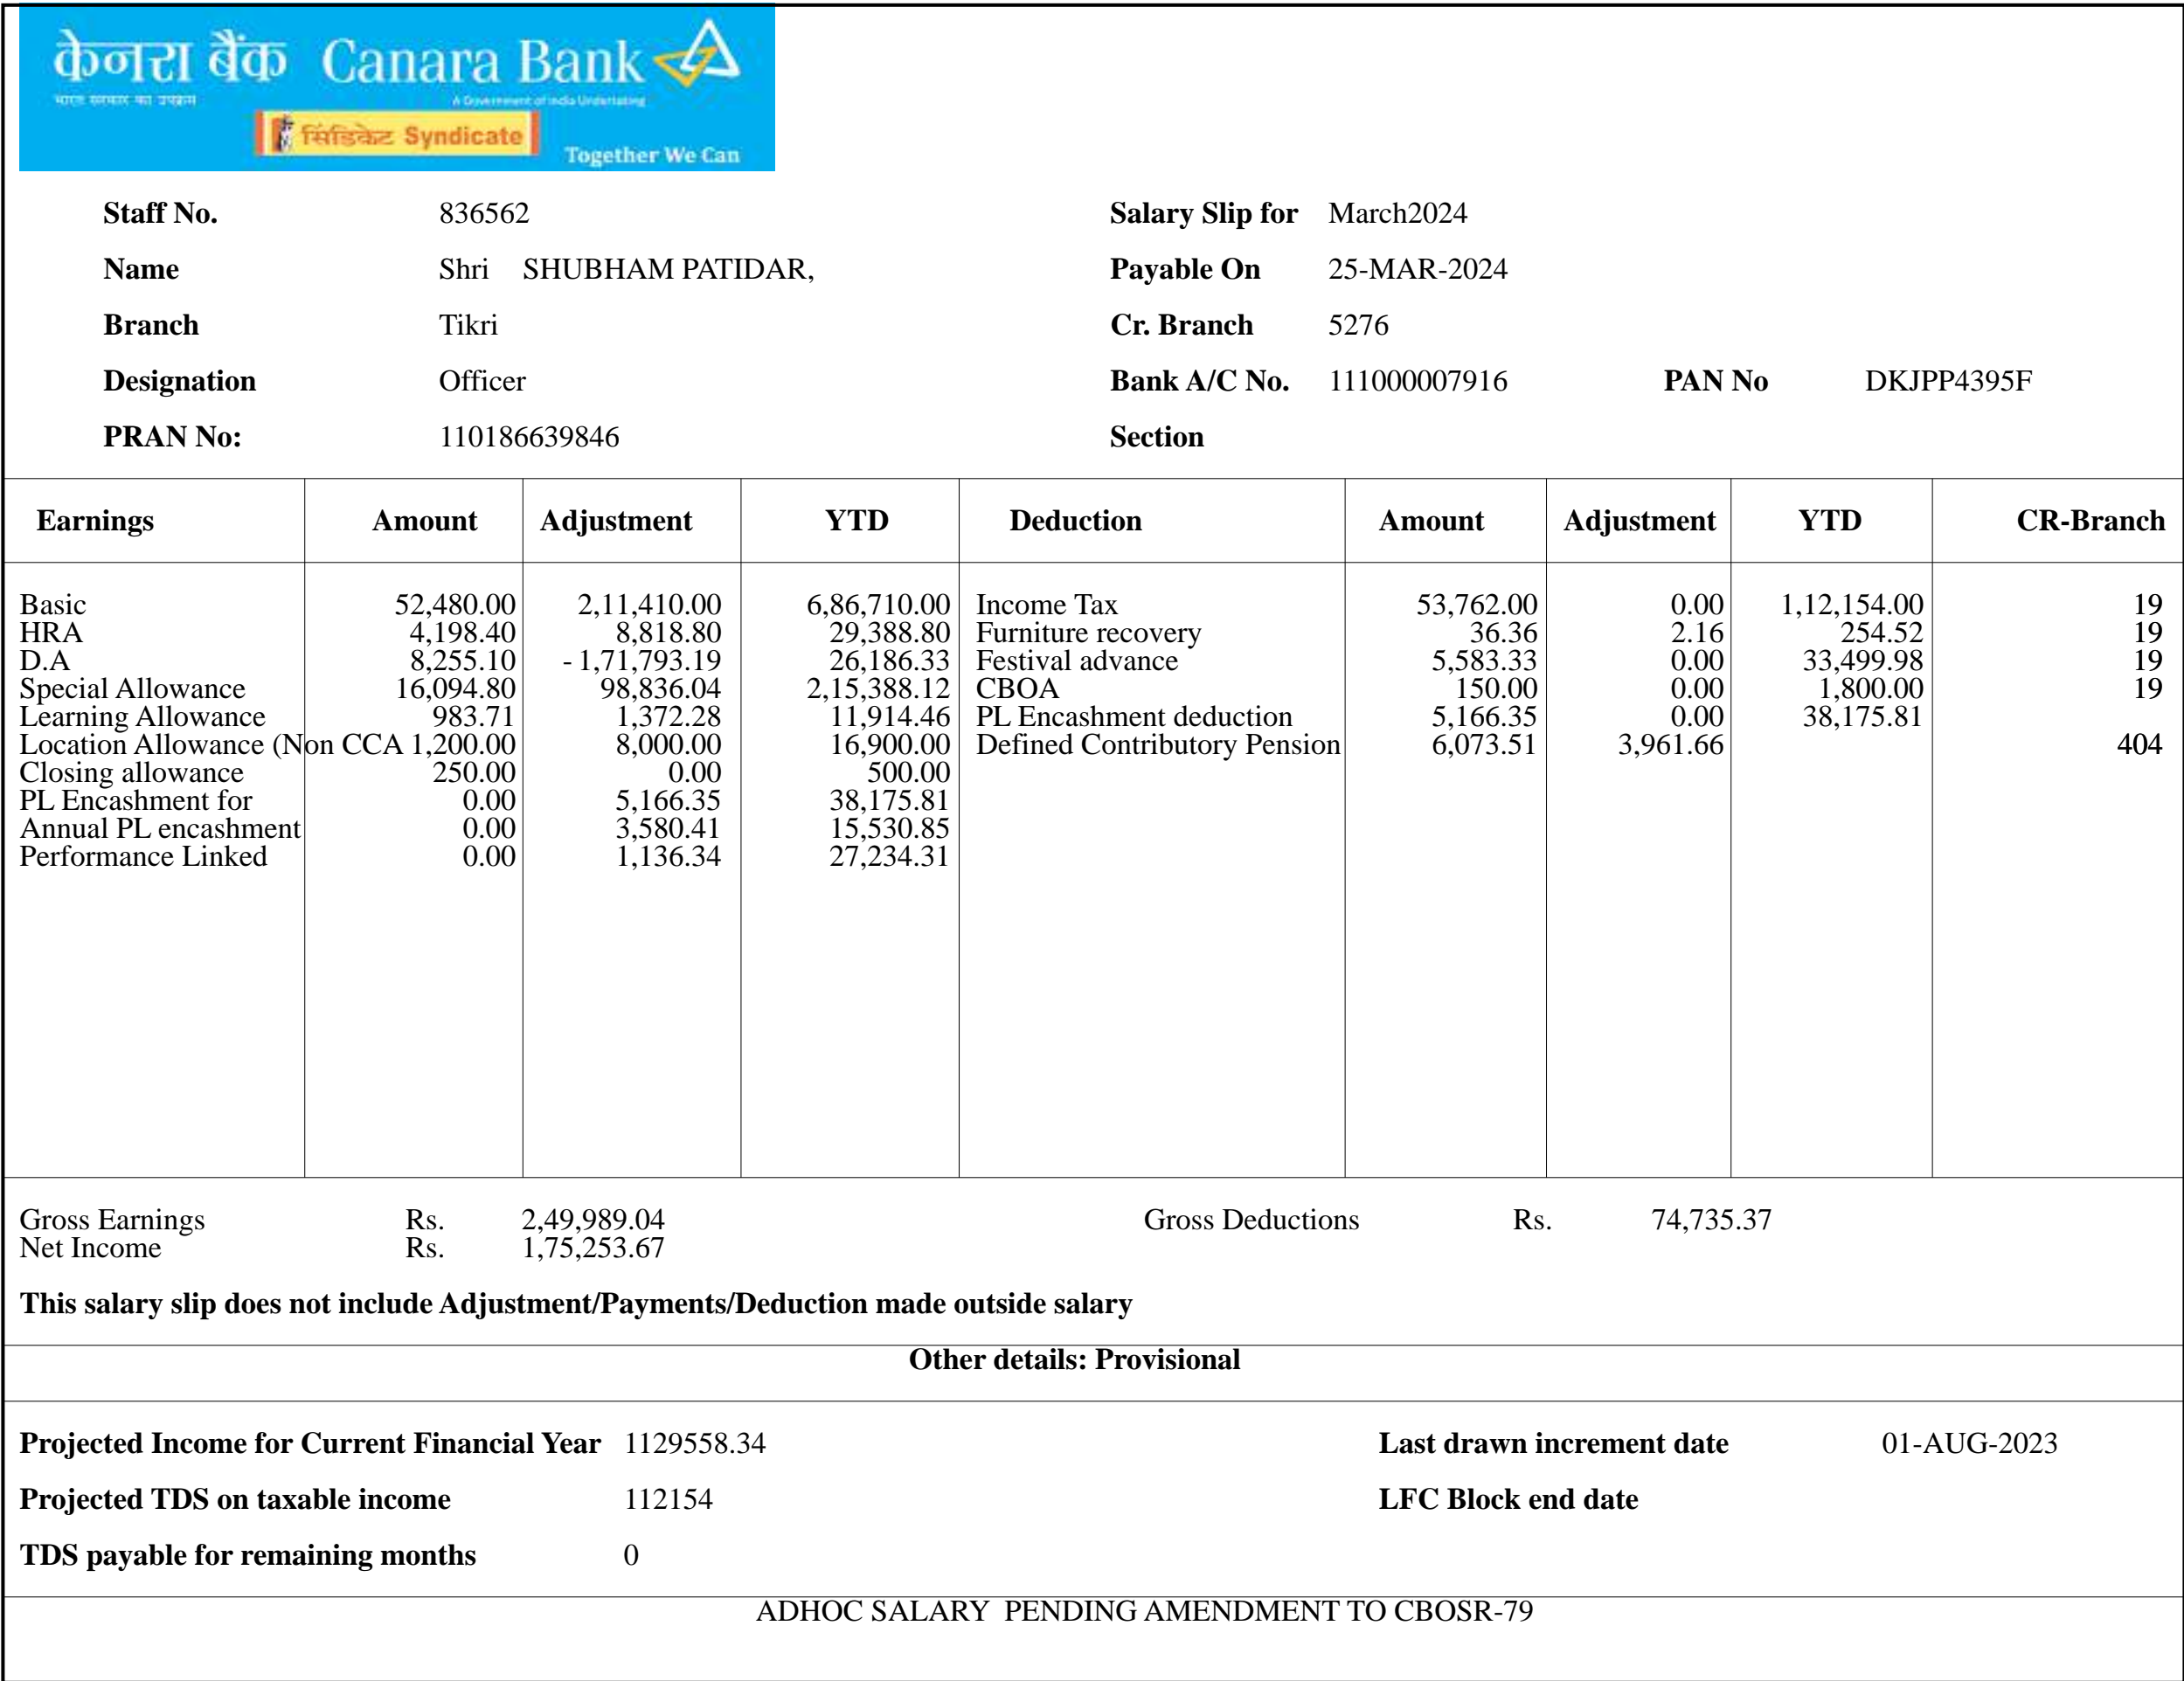 केनरा बैंक Canara Bank
भारत सरकार का उपक्रम A Government of India Undertaking
सिंडिकेट Syndicate
Together We Can
Staff No. 836562 Salary Slip for March2024
Name Shri SHUBHAM PATIDAR, Payable On 25-MAR-2024
Branch Tikri Cr. Branch 5276
Designation Officer Bank A/C No. 111000007916 PAN No DKJPP4395F
PRAN No: 110186639846 Section
Earnings Amount Adjustment YTD Deduction Amount Adjustment YTD CR-Branch
Basic 52,480.00 2,11,410.00 6,86,710.00 Income Tax 53,762.00 0.00 1,12,154.00 19
HRA 4,198.40 8,818.80 29,388.80 Furniture recovery 36.36 2.16 254.52 19
D.A 8,255.10 - 1,71,793.19 26,186.33 Festival advance 5,583.33 0.00 33,499.98 19
Special Allowance 16,094.80 98,836.04 2,15,388.12 CBOA 150.00 0.00 1,800.00 19
Learning Allowance 983.71 1,372.28 11,914.46 PL Encashment deduction 5,166.35 0.00 38,175.81
Location Allowance (Non CCA 1,200.00 8,000.00 16,900.00 Defined Contributory Pension 6,073.51 3,961.66 404
Closing allowance 250.00 0.00 500.00
PL Encashment for 0.00 5,166.35 38,175.81
Annual PL encashment 0.00 3,580.41 15,530.85
Performance Linked 0.00 1,136.34 27,234.31
Gross Earnings Rs. 2,49,989.04 Gross Deductions Rs. 74,735.37
Net Income Rs. 1,75,253.67
This salary slip does not include Adjustment/Payments/Deduction made outside salary
Other details: Provisional
Projected Income for Current Financial Year 1129558.34 Last drawn increment date 01-AUG-2023
Projected TDS on taxable income 112154 LFC Block end date
TDS payable for remaining months 0
ADHOC SALARY PENDING AMENDMENT TO CBOSR-79